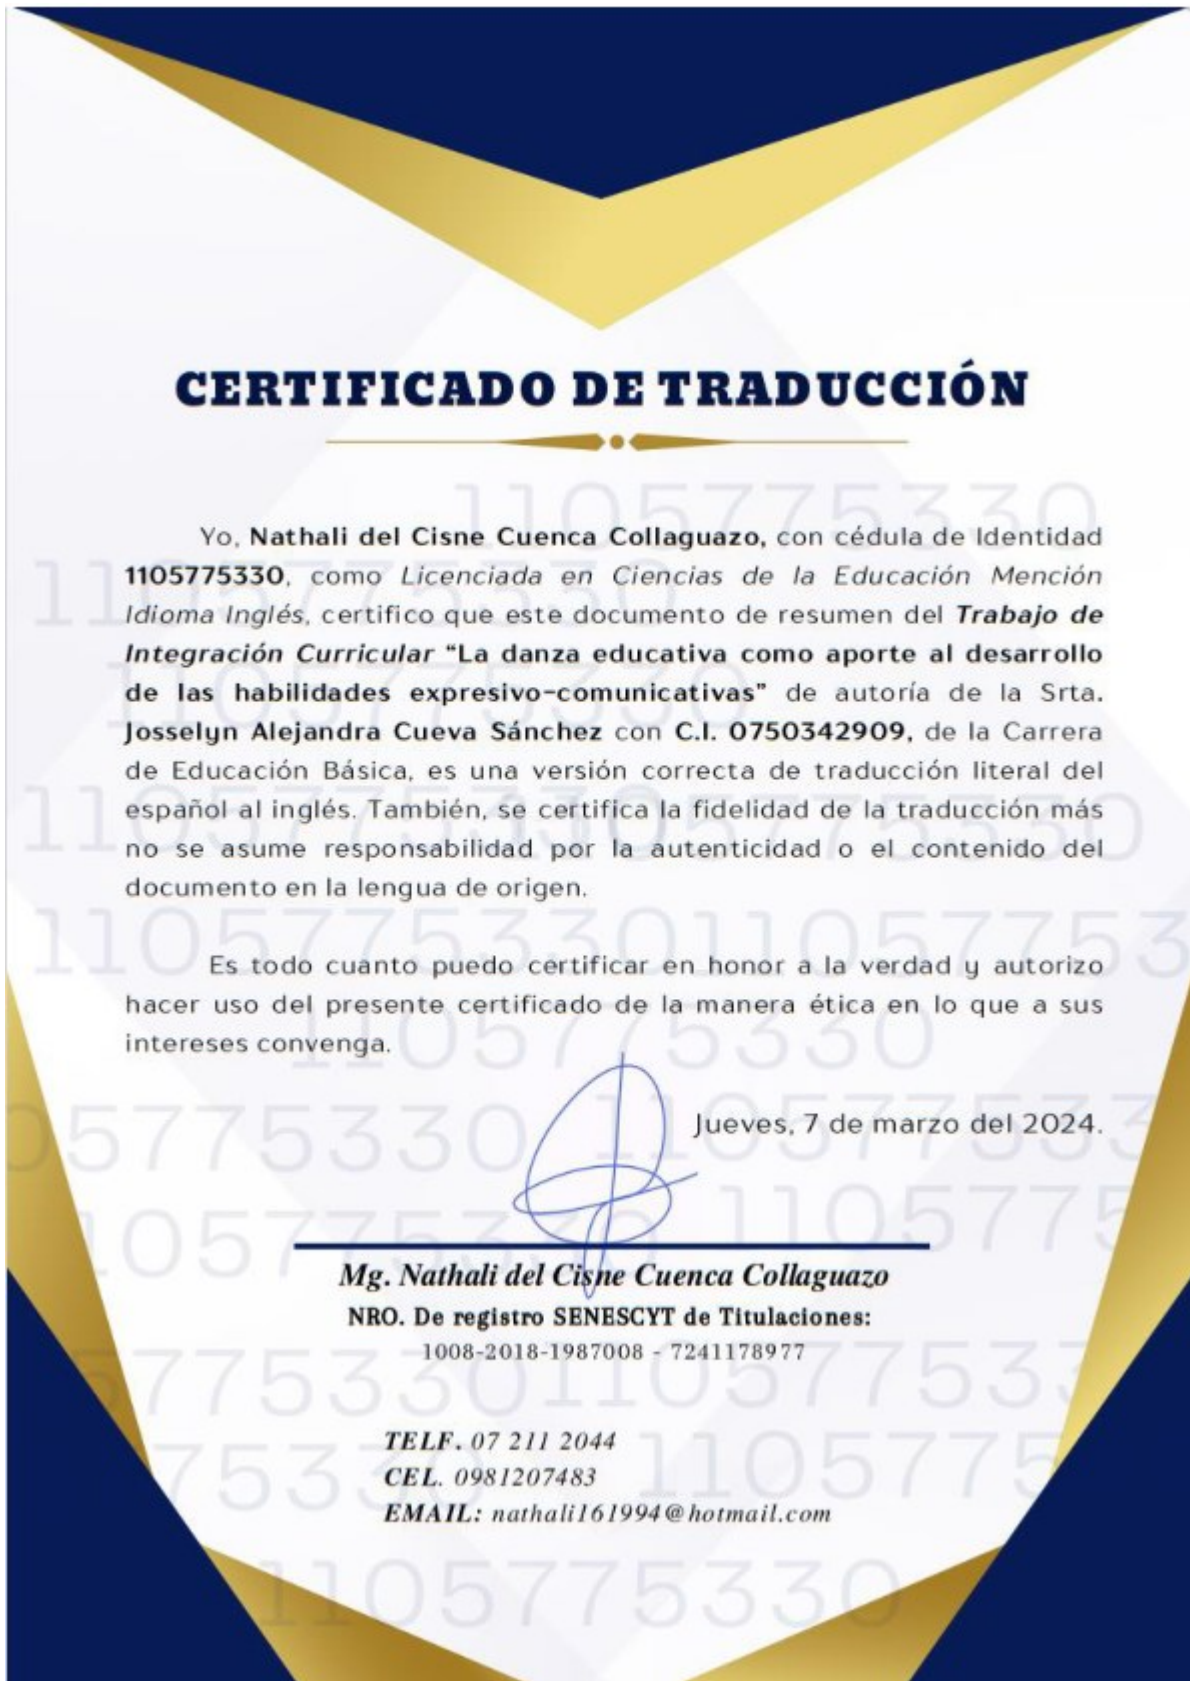 CERTIFICADO DE TRADUCCIÓN
Yo, Nathali del Cisne Cuenca Collaguazo, con cédula de Identidad
1105775330, como Licenciada en Ciencias de la Educación Mención
Idioma Inglés, certifico que este documento de resumen del Trabajo de
Integración Curricular “La danza educativa como aporte al desarrollo
de las habilidades expresivo-comunicativas” de autoría de la Srta.
Josselyn Alejandra Cueva Sánchez con C.I. 0750342909, de la Carrera
de Educación Básica, es una versión correcta de traducción literal del
español al inglés. También, se certifica la fidelidad de la traducción más
no se asume responsabilidad por la autenticidad o el contenido del
documento en la lengua de origen.
Es todo cuanto puedo certificar en honor a la verdad y autorizo
hacer uso del presente certificado de la manera ética en lo que a sus
intereses convenga.
Jueves, 7 de marzo del 2024.
Mg. Nathali del Cisne Cuenca Collaguazo
NRO. De registro SENESCYT de Titulaciones:
1008-2018-1987008 - 7241178977
TELF. 07 211 2044
CEL. 0981207483
EMAIL: nathali161994@hotmail.com